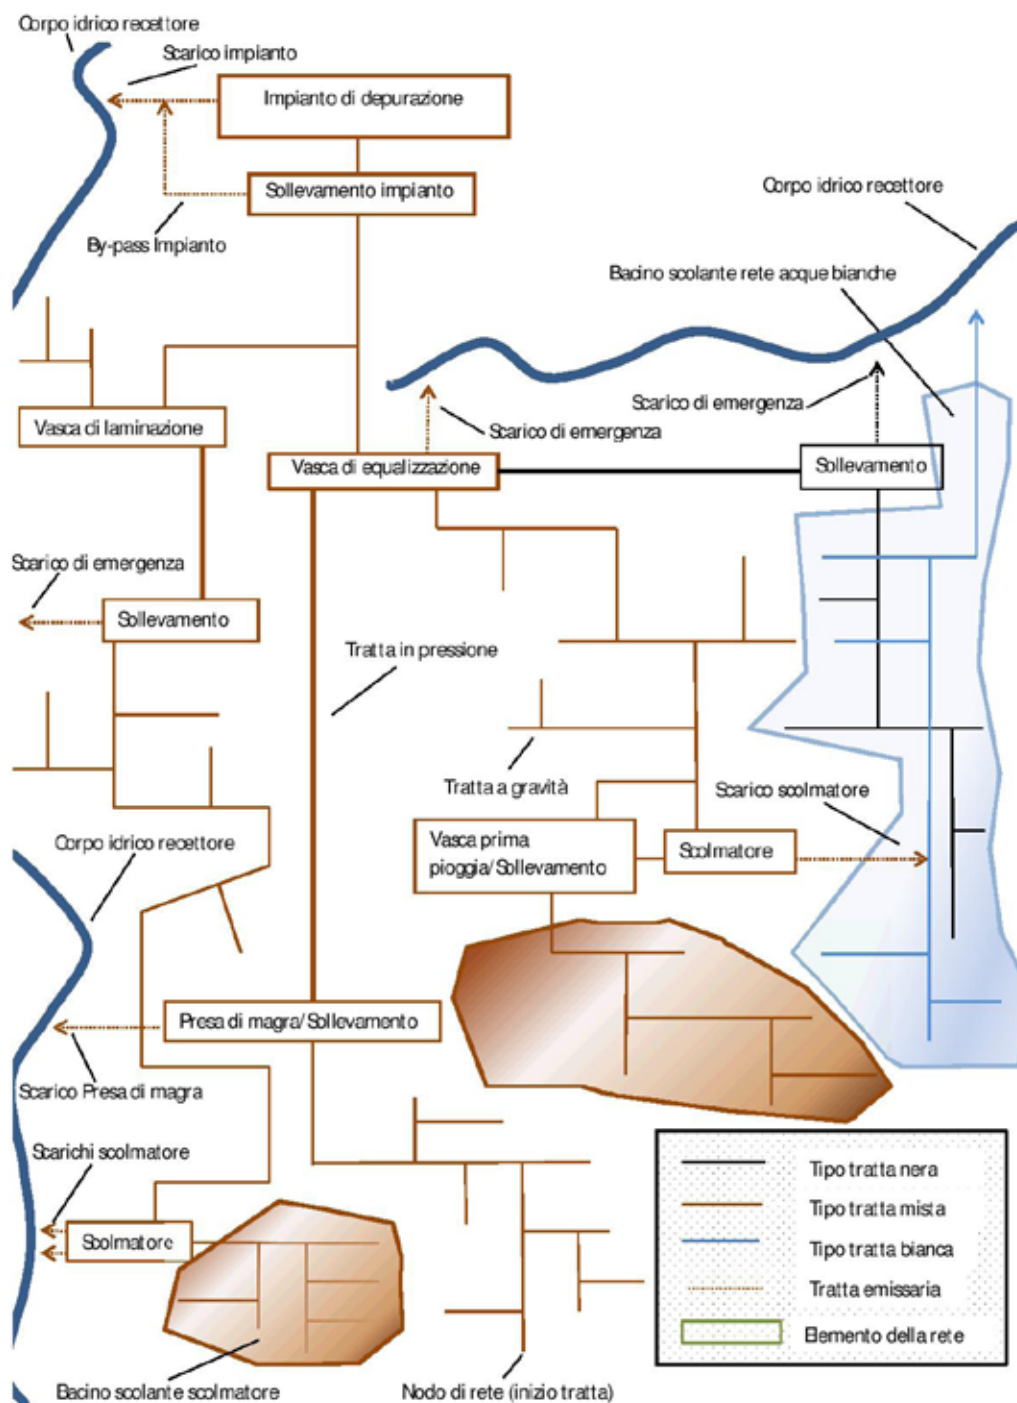 Corpo idrico recettore
Scarico impianto
Impianto di depurazione
Sollevamento impianto
Corpo idrico recettore
By-pass Impianto
Bacino scolante rete acque bianche
Scarico di emergenza
Vasca di laminazione
Scarico di emergenza
Vasca di equalizzazione
Sollevamento
Scarico di emergenza
Sollevamento
Tratta in pressione
Tratta a gravità
Scarico scolmatore
Corpo idrico recettore
Vasca prima
pioggia/Sollevamento
Scolmatore
Presa di magra/Sollevamento
Scarico Presa di magra
Scarichi scolmatore
Tipo tratta nera
Tipo tratta mista
Scolmatore
Tipo tratta bianca
Tratta emissaria
Elemento della rete
Bacino scolante scolmatore
Nodo di rete (inizio tratta)